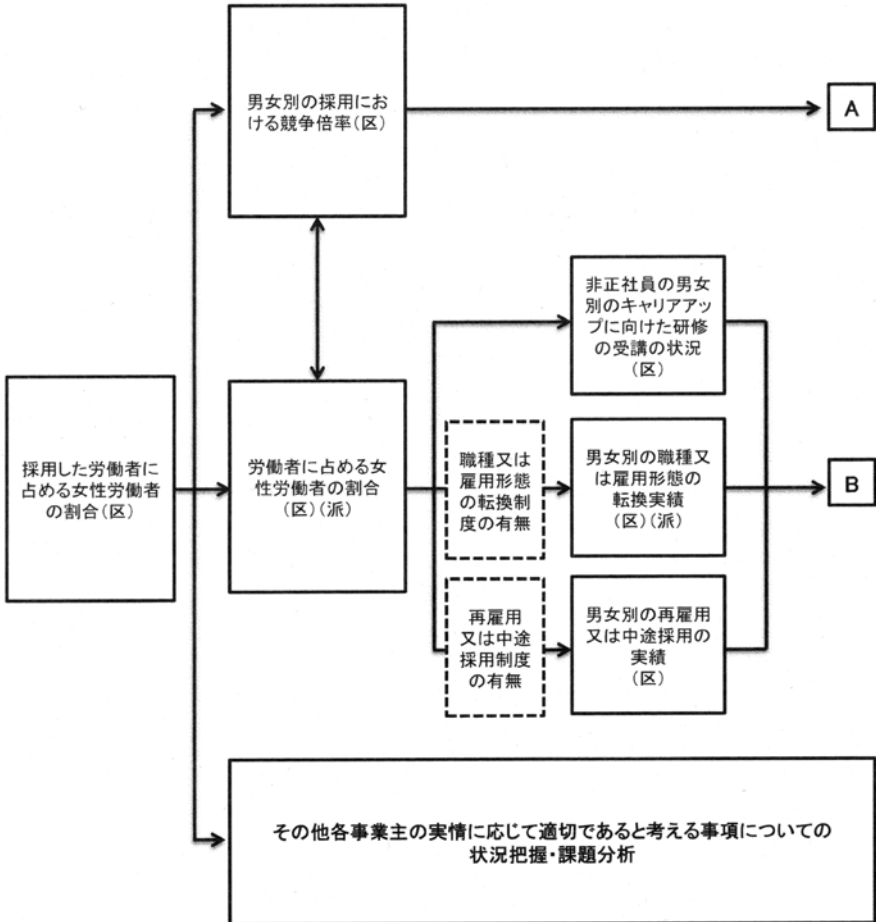 男女別の採用にお
ける競争倍率(区)
A
非正社員の男女
別のキャリアアッ
プに向けた研修
の受講の状況
(区)
採用した労働者に
占める女性労働者
の割合(区)
労働者に占める女
性労働者の割合
(区)(派)
職種又は
雇用形態
の転換制
度の有無
男女別の職種又
は雇用形態の
転換実績
(区)(派)
B
再雇用
又は中途
採用制度
の有無
男女別の再雇用
又は中途採用の
実績
(区)
その他各事業主の実情に応じて適切であると考える事項についての
状況把握・課題分析